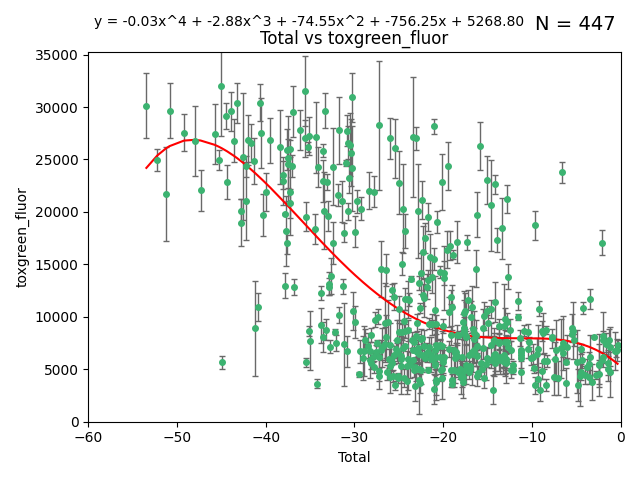 y = -0.03x^4 + -2.88x^3 + -74.55x^2 + -756.25x + 5268.80 N = 447
Total vs toxgreen_fluor
35000
30000
25000
20000
15000
10000
5000
0
toxgreen_fluor
−60 −50 −40 −30 −20 −10 0
Total